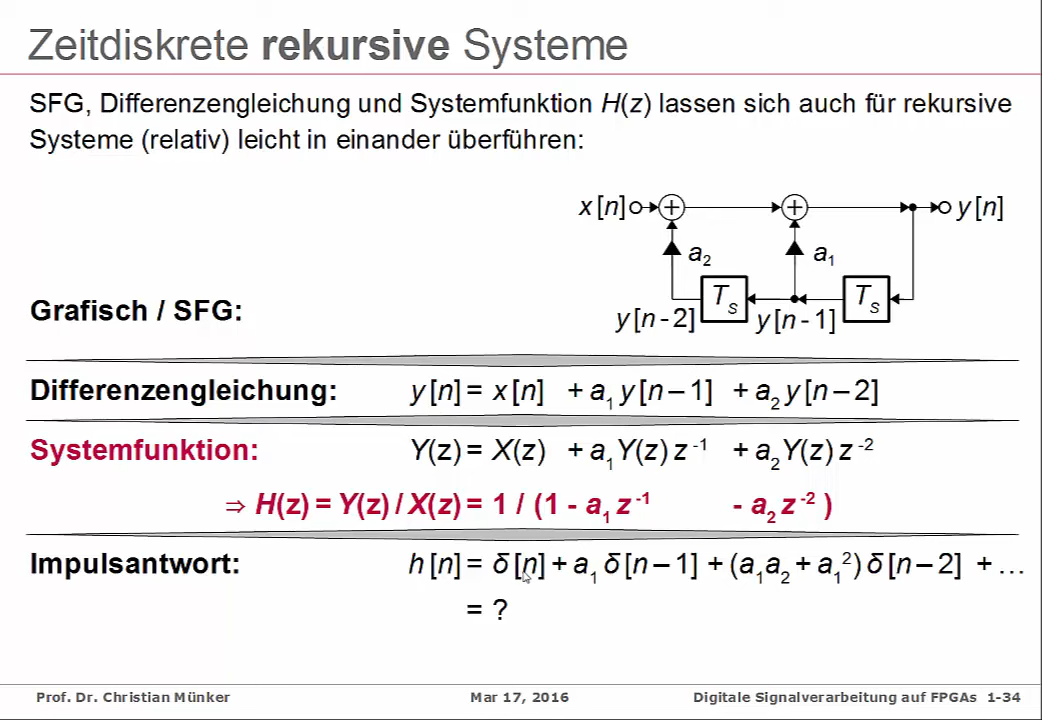 Zeitdiskrete rekursive Systeme
SFG, Differenzengleichung und Systemfunktion H(z) lassen sich auch für rekursive
Systeme (relativ) leicht in einander überführen:
x[n] + + y[n]
a₂ a₁
Tₛ Tₛ
Grafisch / SFG:
y[n-2] y[n-1]
Differenzengleichung: y[n] = x[n] + a₁ y[n−1] + a₂ y[n−2]
Systemfunktion: Y(z) = X(z) + a₁ Y(z) z⁻¹ + a₂ Y(z) z⁻²
⇒ H(z) = Y(z) / X(z) = 1 / (1 - a₁ z⁻¹ - a₂ z⁻² )
Impulsantwort: h[n] = δ[n] + a₁ δ[n−1] + (a₁a₂ + a₁²) δ[n−2] + …
= ?
Prof. Dr. Christian Münker Mar 17, 2016 Digitale Signalverarbeitung auf FPGAs 1-34